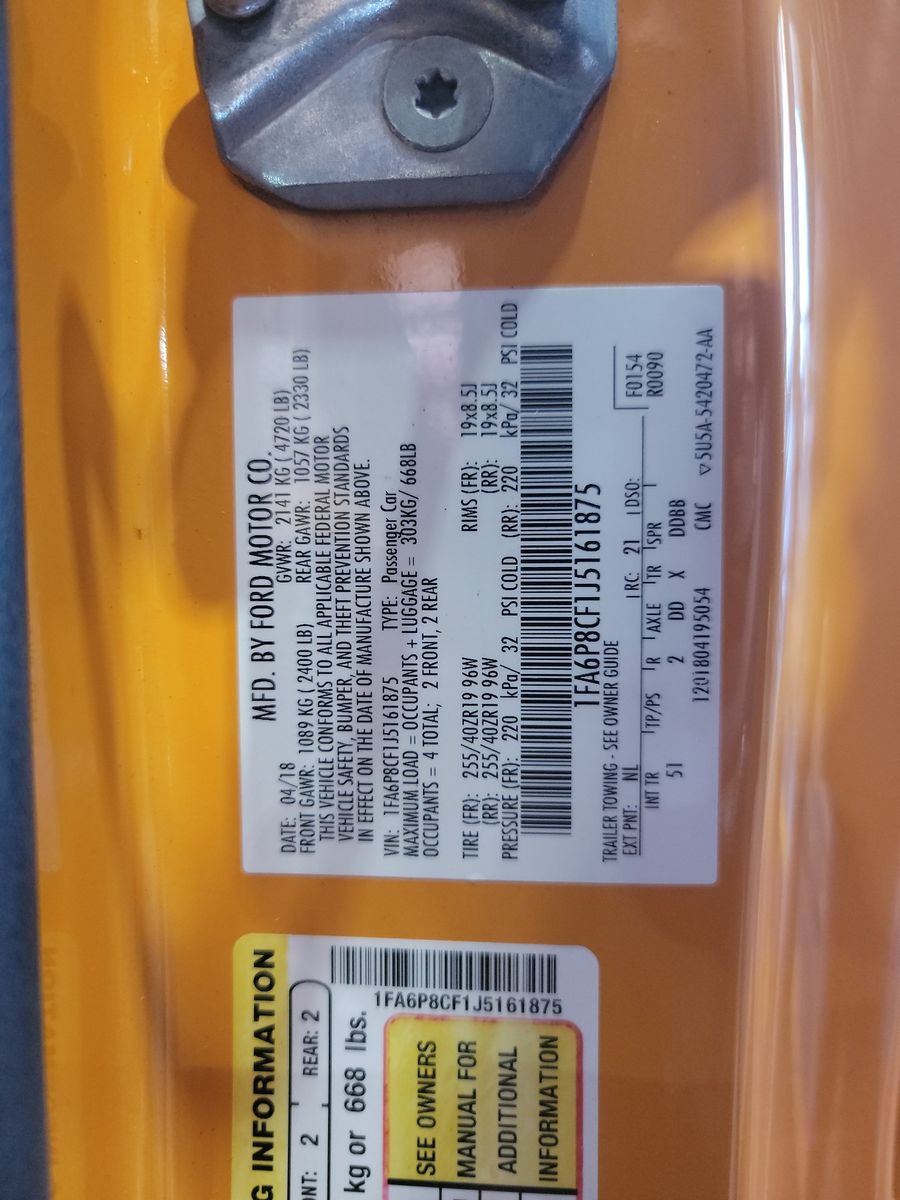 MFD. BY FORD MOTOR CO.
DATE: 04/18 GVWR: 2141 KG ( 4720 LB)
FRONT GAWR: 1089 KG ( 2400 LB) REAR GAWR: 1057 KG ( 2330 LB)
THIS VEHICLE CONFORMS TO ALL APPLICABLE FEDERAL MOTOR
VEHICLE SAFETY, BUMPER, AND THEFT PREVENTION STANDARDS
IN EFFECT ON THE DATE OF MANUFACTURE SHOWN ABOVE.
VIN: 1FA6P8CF1J5161875 TYPE: Passenger Car
MAXIMUM LOAD = OCCUPANTS + LUGGAGE = 303KG/ 668LB
OCCUPANTS = 4 TOTAL; 2 FRONT, 2 REAR
TIRE (FR): 255/40ZR19 96W RIMS (FR): 19x8.5J
(RR): 255/40ZR19 96W (RR): 19x8.5J
PRESSURE (FR): 220 kPa/ 32 PSI COLD (RR): 220 kPa/ 32 PSI COLD
1FA6P8CF1J5161875
TRAILER TOWING - SEE OWNER GUIDE
EXT PNT: NL RC: 21 DSO: F0154
INT TR TP/PS R AXLE TR SPR R0090
51 2 DD X DDBB
1201804195054 CMC 5U5A-5420472-AA
G INFORMATION
NT: 2 REAR: 2
kg or 668 lbs.
1FA6P8CF1J5161875
SEE OWNERS
MANUAL FOR
ADDITIONAL
INFORMATION